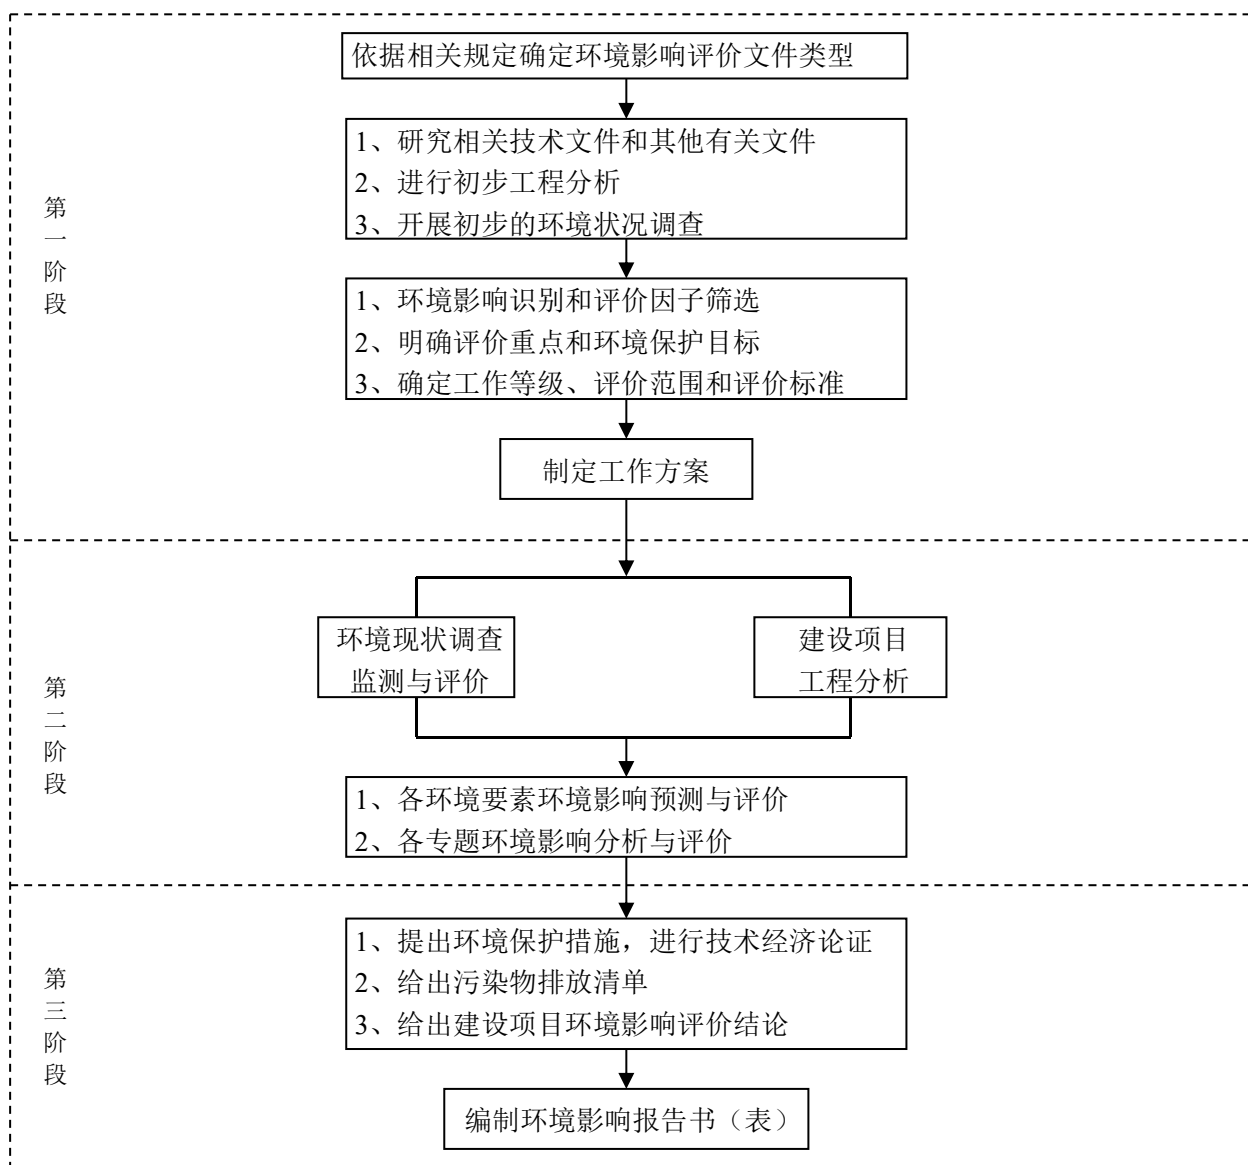 依据相关规定确定环境影响评价文件类型
1、研究相关技术文件和其他有关文件
2、进行初步工程分析
3、开展初步的环境状况调查
第一阶段
1、环境影响识别和评价因子筛选
2、明确评价重点和环境保护目标
3、确定工作等级、评价范围和评价标准
制定工作方案
环境现状调查
监测与评价
建设项目
工程分析
第二阶段
1、各环境要素环境影响预测与评价
2、各专题环境影响分析与评价
1、提出环境保护措施，进行技术经济论证
2、给出污染物排放清单
3、给出建设项目环境影响评价结论
第三阶段
编制环境影响报告书（表）